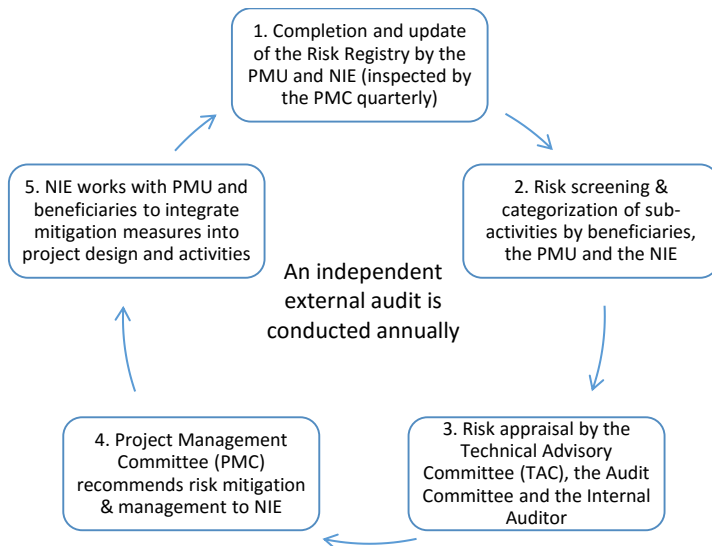 1. Completion and update
of the Risk Registry by the
PMU and NIE (inspected by
the PMC quarterly)
2. Risk screening &
categorization of sub-
activities by beneficiaries,
the PMU and the NIE
3. Risk appraisal by the
Technical Advisory
Committee (TAC), the Audit
Committee and the Internal
Auditor
4. Project Management
Committee (PMC)
recommends risk mitigation
& management to NIE
5. NIE works with PMU and
beneficiaries to integrate
mitigation measures into
project design and activities
An independent
external audit is
conducted annually